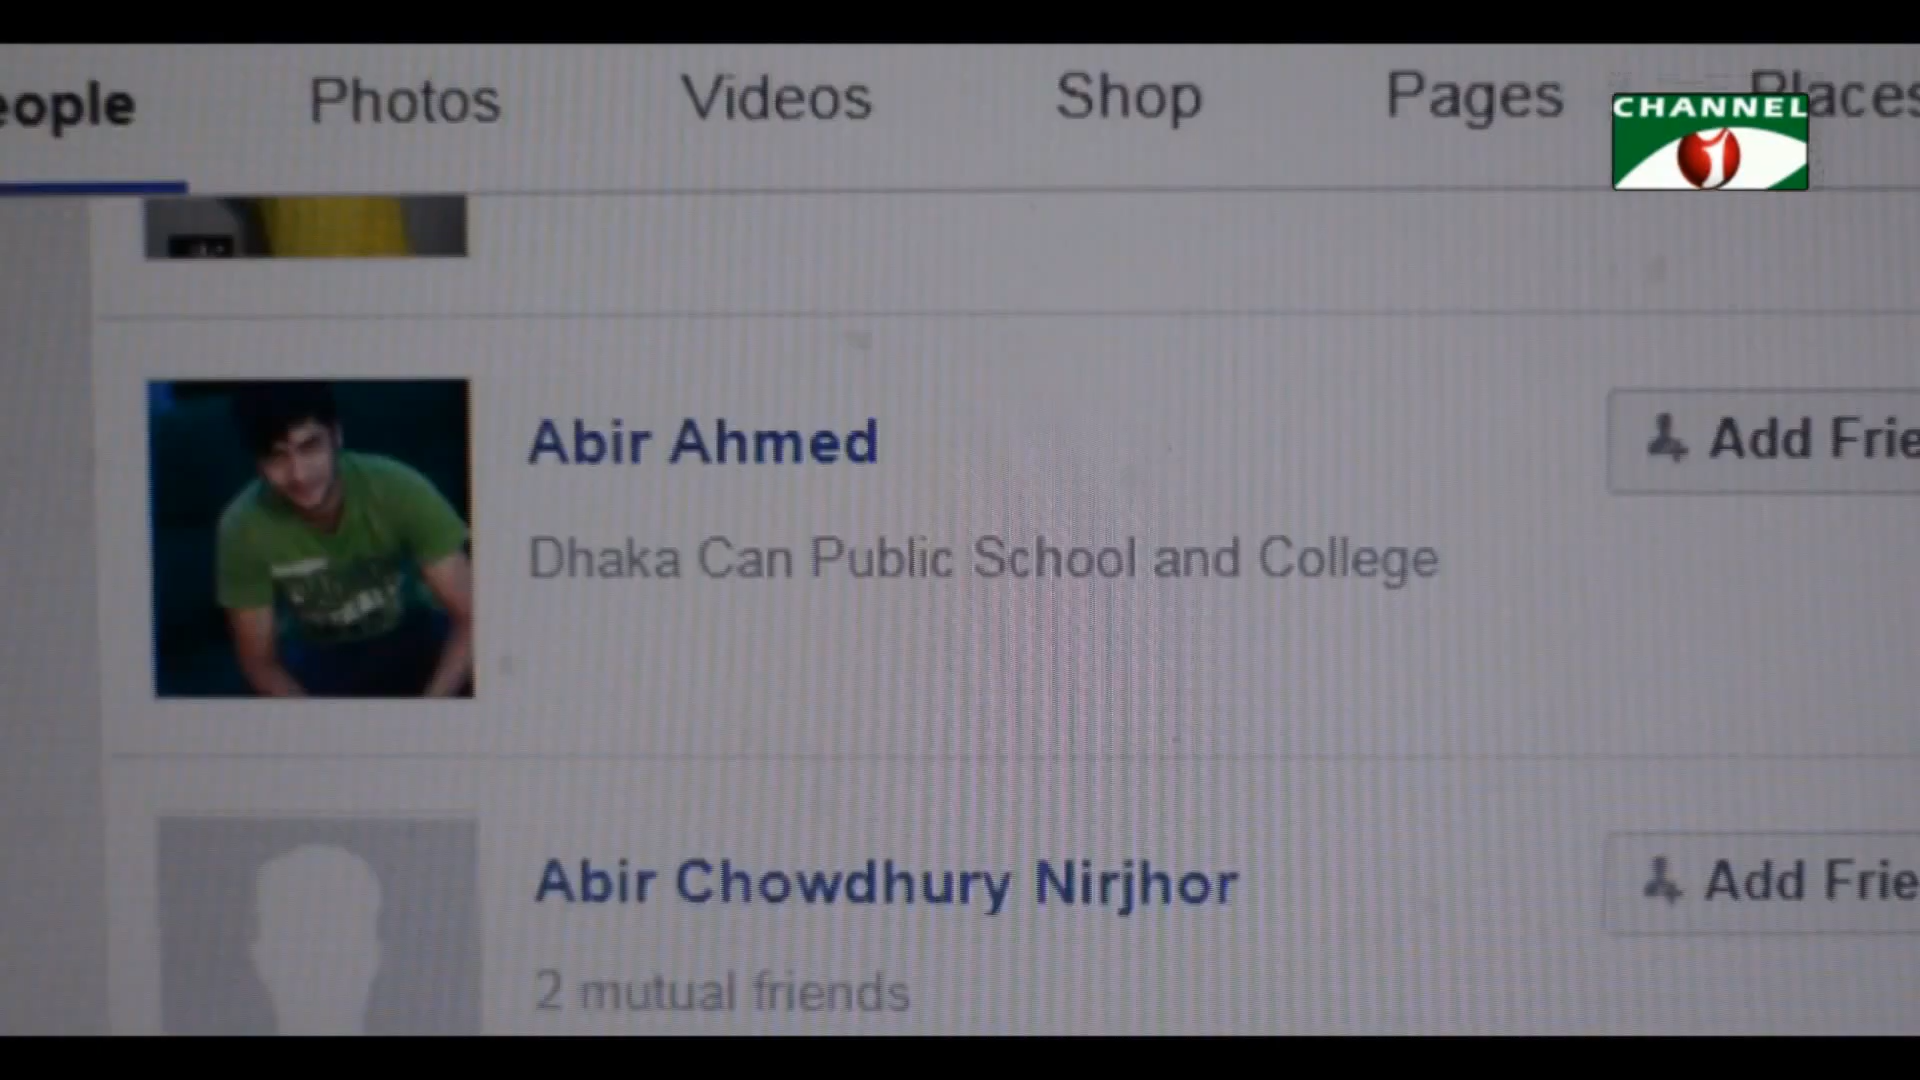 eople Photos Videos Shop Pages Places
CHANNEL
Abir Ahmed
Add Frie
Dhaka Can Public School and College
Abir Chowdhury Nirjhor
Add Frie
2 mutual friends